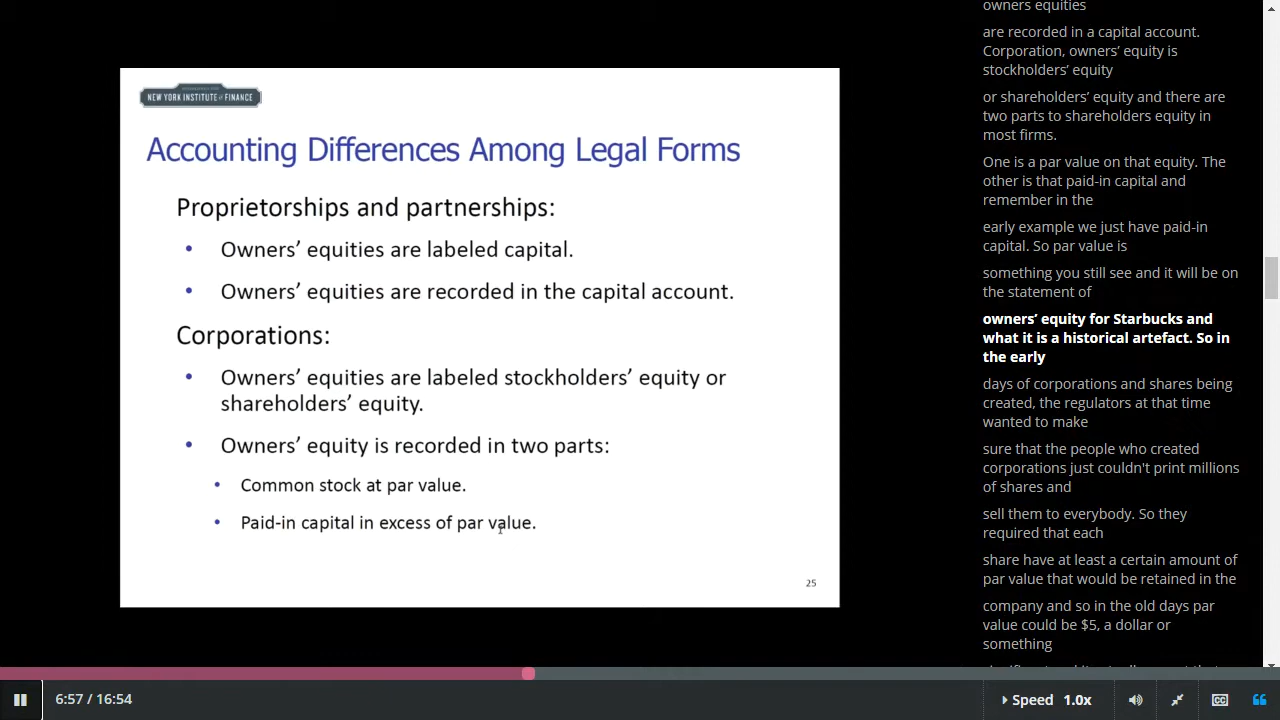 NEW YORK INSTITUTE of FINANCE
Accounting Differences Among Legal Forms
Proprietorships and partnerships:
• Owners’ equities are labeled capital.
• Owners’ equities are recorded in the capital account.
Corporations:
• Owners’ equities are labeled stockholders’ equity or
shareholders’ equity.
• Owners’ equity is recorded in two parts:
• Common stock at par value.
• Paid-in capital in excess of par value.
25
owners equities
are recorded in a capital account.
Corporation, owners’ equity is
stockholders’ equity
or shareholders’ equity and there are
two parts to shareholders equity in
most firms.
One is a par value on that equity. The
other is that paid-in capital and
remember in the
early example we just have paid-in
capital. So par value is
something you still see and it will be on
the statement of
owners’ equity for Starbucks and
what it is a historical artefact. So in
the early
days of corporations and shares being
created, the regulators at that time
wanted to make
sure that the people who created
corporations just couldn't print millions
of shares and
sell them to everybody. So they
required that each
share have at least a certain amount of
par value that would be retained in the
company and so in the old days par
value could be $5, a dollar or
something
6:57 / 16:54
Speed 1.0x
CC